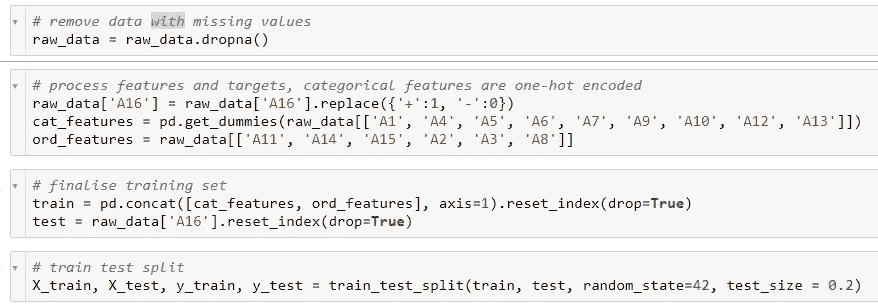 # remove data with missing values
raw_data = raw_data.dropna()
# process features and targets, categorical features are one-hot encoded
raw_data['A16'] = raw_data['A16'].replace({'+':1, '-':0})
cat_features = pd.get_dummies(raw_data[['A1', 'A4', 'A5', 'A6', 'A7', 'A9', 'A10', 'A12', 'A13']])
ord_features = raw_data[['A11', 'A14', 'A15', 'A2', 'A3', 'A8']]
# finalise training set
train = pd.concat([cat_features, ord_features], axis=1).reset_index(drop=True)
test = raw_data['A16'].reset_index(drop=True)
# train test split
X_train, X_test, y_train, y_test = train_test_split(train, test, random_state=42, test_size = 0.2)